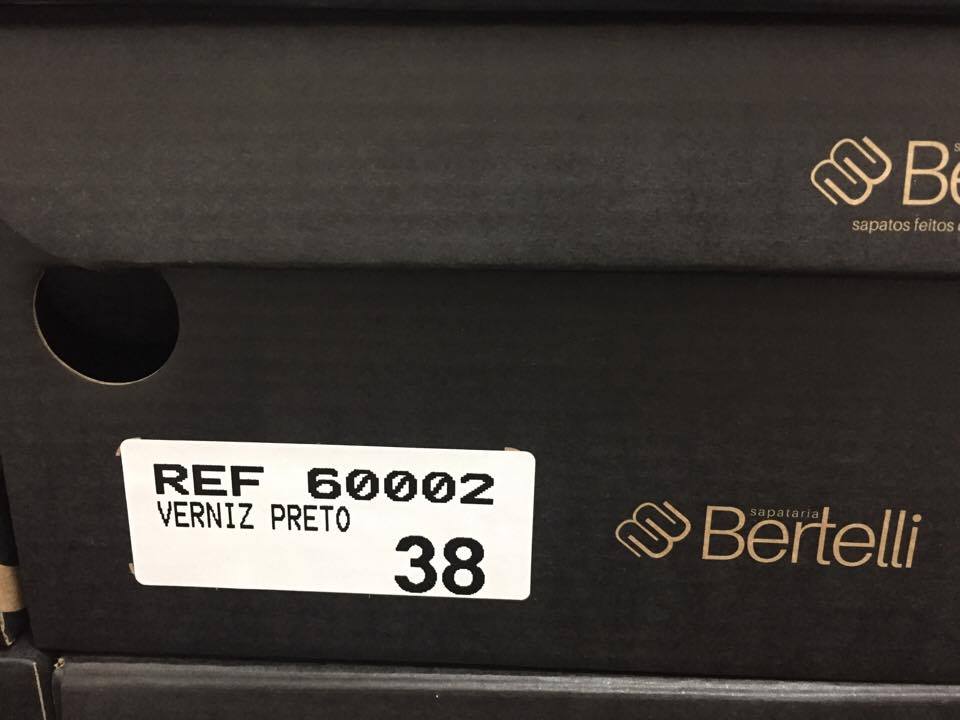 Be
sapatos feitos
REF 60002
VERNIZ PRETO
38
sapataria
Bertelli